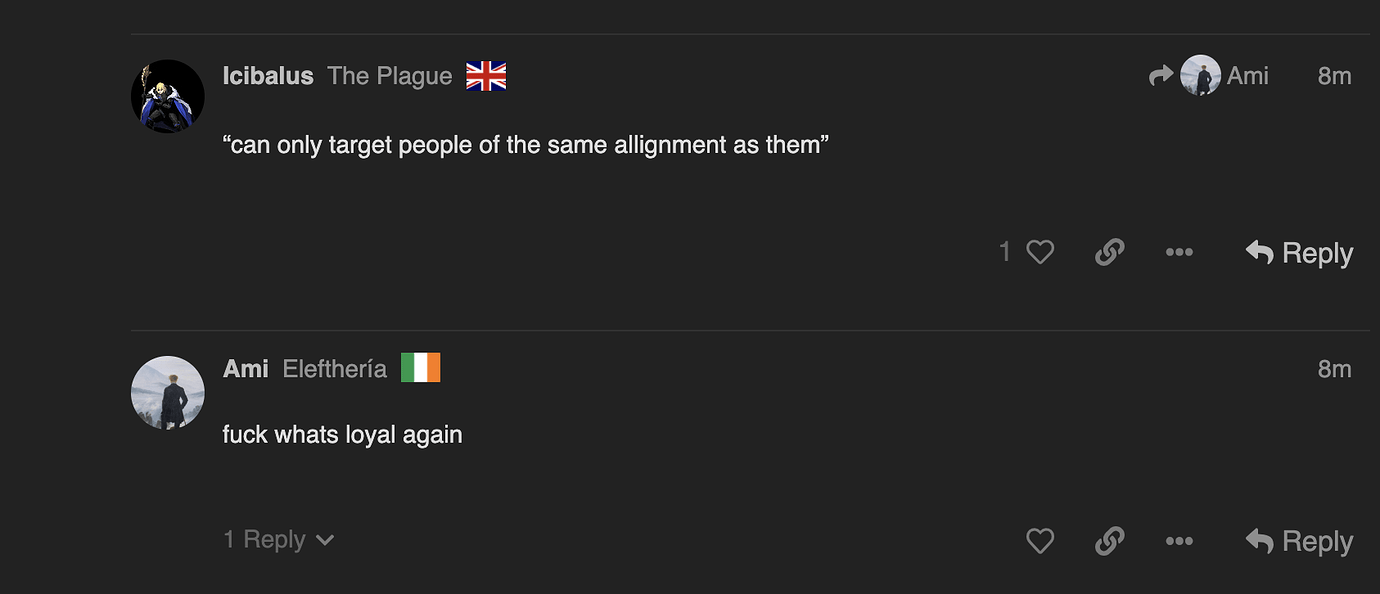 Icibalus The Plague Ami 8m
“can only target people of the same allignment as them”
1 Reply
Ami Eleftheria 8m
fuck whats loyal again
1 Reply Reply